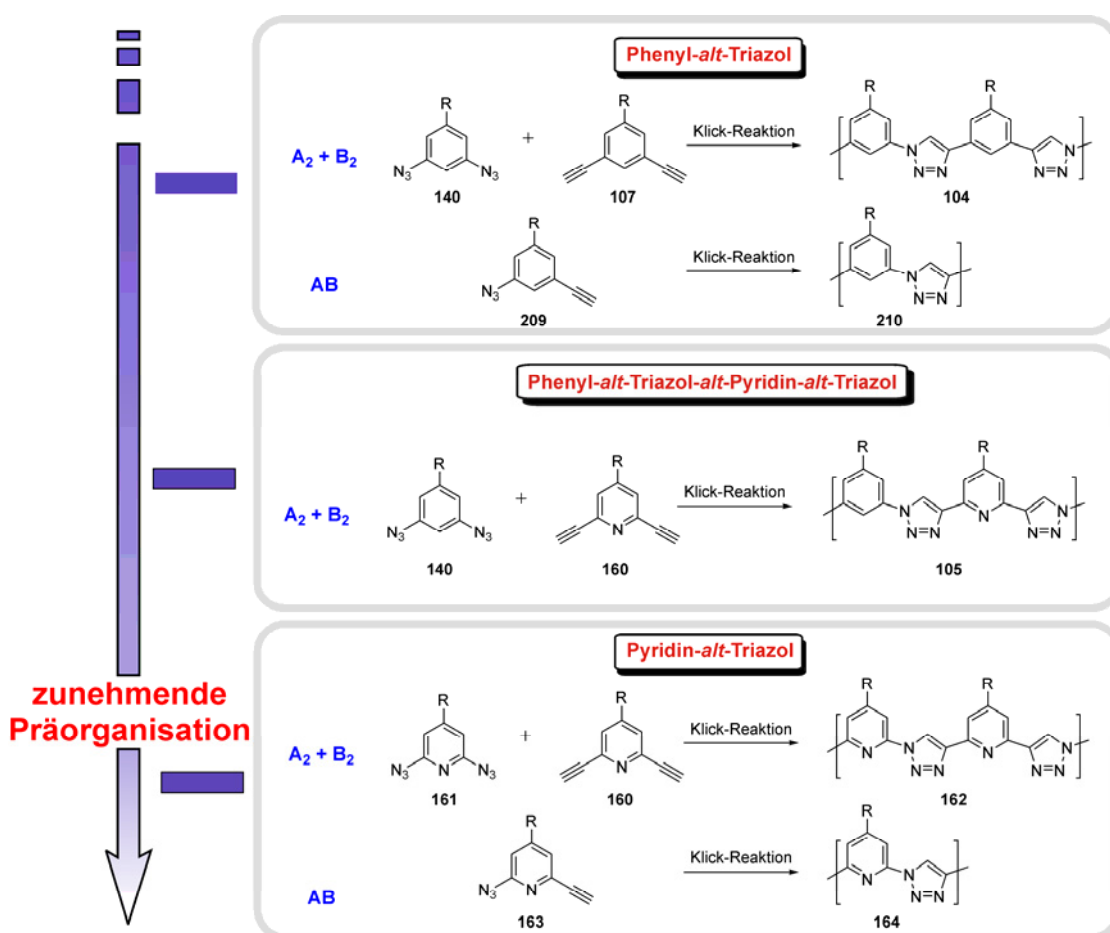 Phenyl-alt-Triazol
A2 + B2
R
N3
N3
140
+
R
107
Klick-Reaktion
R
N
N=N
R
N
N=N
104
AB
R
N3
209
Klick-Reaktion
R
N
N=N
210
Phenyl-alt-Triazol-alt-Pyridin-alt-Triazol
A2 + B2
R
N3
N3
140
+
R
N
160
Klick-Reaktion
R
N
N=N
R
N
N
N=N
105
zunehmende
Präorganisation
Pyridin-alt-Triazol
A2 + B2
R
N3
N
N3
161
+
R
N
160
Klick-Reaktion
R
N
N
N=N
R
N
N
N=N
162
AB
R
N3
N
163
Klick-Reaktion
R
N
N
N=N
164